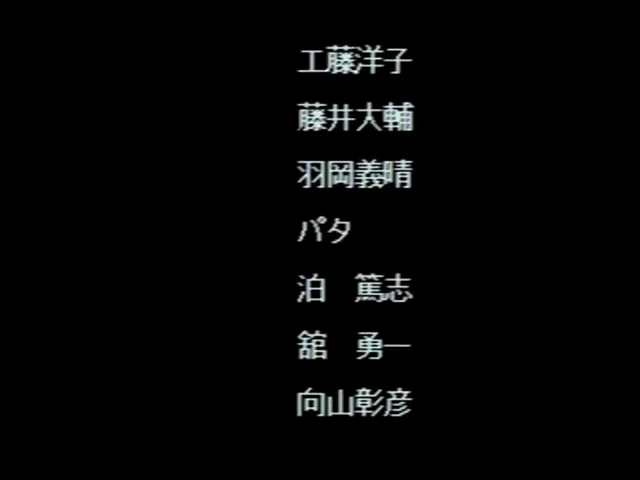 工藤洋子
藤井大輔
羽岡義晴
パタ
泊　篤志
舘　勇一
向山彰彦